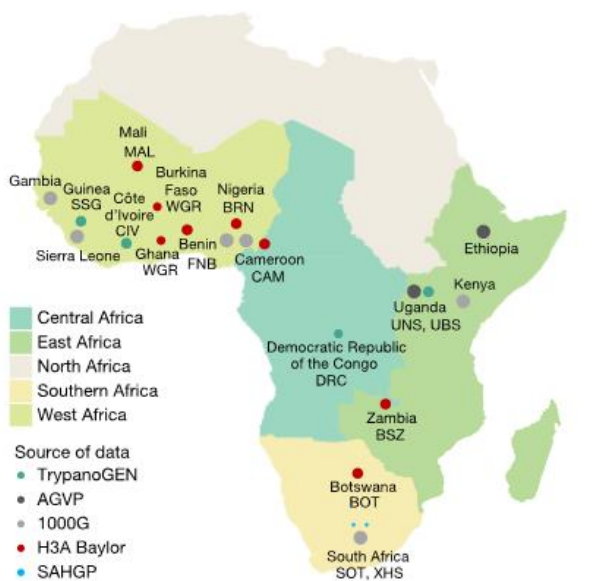 Mali
MAL
Burkina
Faso
WGR
Gambia
Guinea
SSG
Côte
d'Ivoire
CIV
Nigeria
BRN
Sierra Leone
Ghana
WGR
Benin
FNB
Cameroon
CAM
Ethiopia
Kenya
Uganda
UNS, UBS
Democratic Republic
of the Congo
DRC
Zambia
BSZ
Botswana
BOT
South Africa
SOT, XHS
Central Africa
East Africa
North Africa
Southern Africa
West Africa
Source of data
TrypanoGEN
AGVP
1000G
H3A Baylor
SAHGP